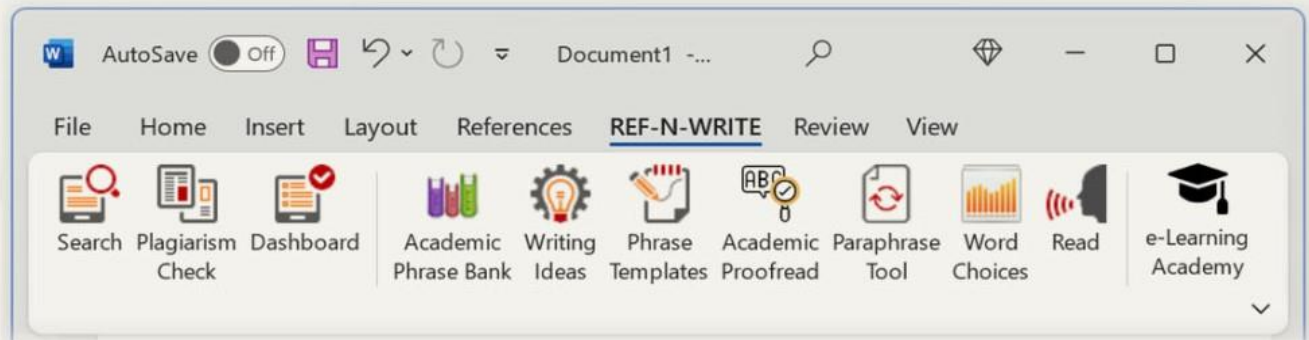 AutoSave Off Document1 -...
File Home Insert Layout References REF-N-WRITE Review View
ABC
Search Plagiarism Check Dashboard Academic Phrase Bank Writing Ideas Phrase Templates Academic Proofread Paraphrase Tool Word Choices Read e-Learning Academy